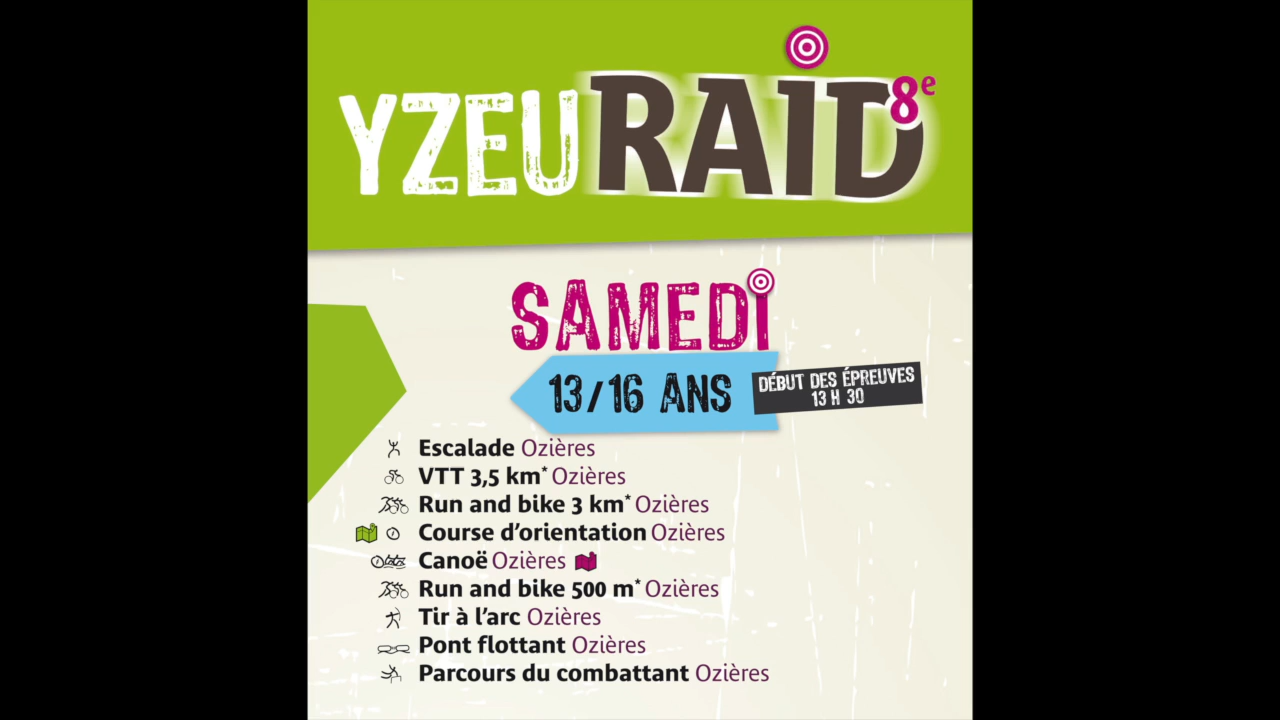 YZEURAID 8e
SAMEDI
13/16 ANS
DÉBUT DES ÉPREUVES
13 H 30
Escalade Ozières
VTT 3,5 km* Ozières
Run and bike 3 km* Ozières
Course d’orientation Ozières
Canoë Ozières
Run and bike 500 m* Ozières
Tir à l’arc Ozières
Pont flottant Ozières
Parcours du combattant Ozières